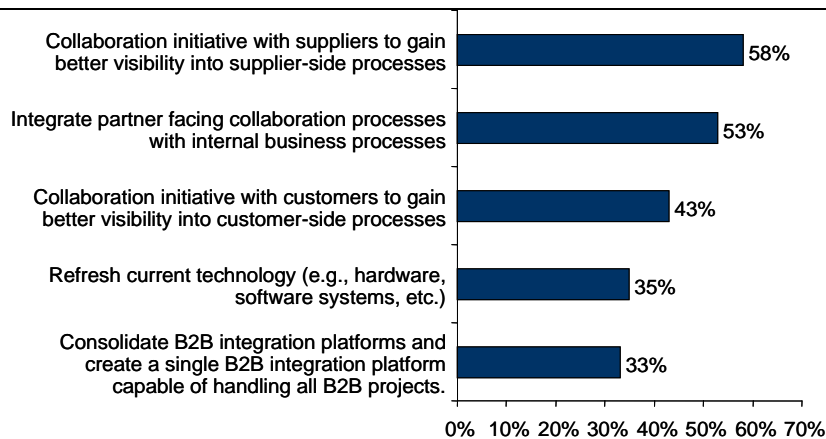 Collaboration initiative with suppliers to gain
better visibility into supplier-side processes
58%
Integrate partner facing collaboration processes
with internal business processes
53%
Collaboration initiative with customers to gain
better visibility into customer-side processes
43%
Refresh current technology (e.g., hardware,
software systems, etc.)
35%
Consolidate B2B integration platforms and
create a single B2B integration platform
capable of handling all B2B projects.
33%
0% 10% 20% 30% 40% 50% 60% 70%